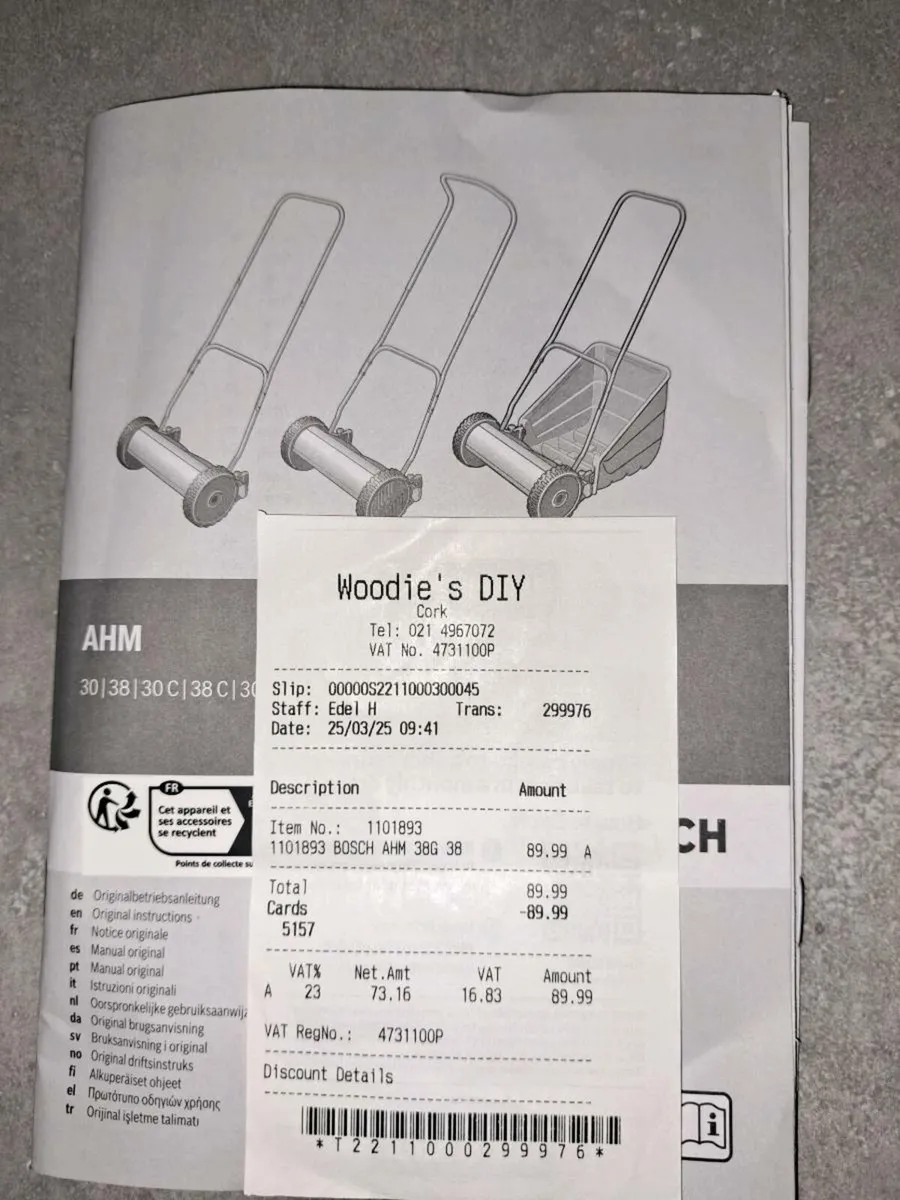 Woodie's DIY
Cork
Tel: 021 4967072
VAT No. 4731100P
Slip: 00000S2211000300045
Staff: Edel H Trans: 299976
Date: 25/03/25 09:41
Description Amount
Item No.: 1101893
1101893 BOSCH AHM 38G 38 89.99 A
Total 89.99
Cards -89.99
5157
VAT% Net.Amt VAT Amount
A 23 73.16 16.83 89.99
VAT RegNo.: 4731100P
Discount Details
*T2211000299976*
AHM
30|38|30 C|38 C|30
CH
FR
Cet appareil et
ses accessoires
se recyclent
Points de collecte su
de Originalbetriebsanleitung
en Original instructions
fr Notice originale
es Manual original
pt Manual original
it Istruzioni originali
nl Oorspronkelijke gebruiksaanwijz
da Original brugsanvisning
sv Bruksanvisning i original
no Original driftsinstruks
fi Alkuperäiset ohjeet
el Πρωτότυπο οδηγιών χρήσης
tr Orijinal işletme talimatı
i